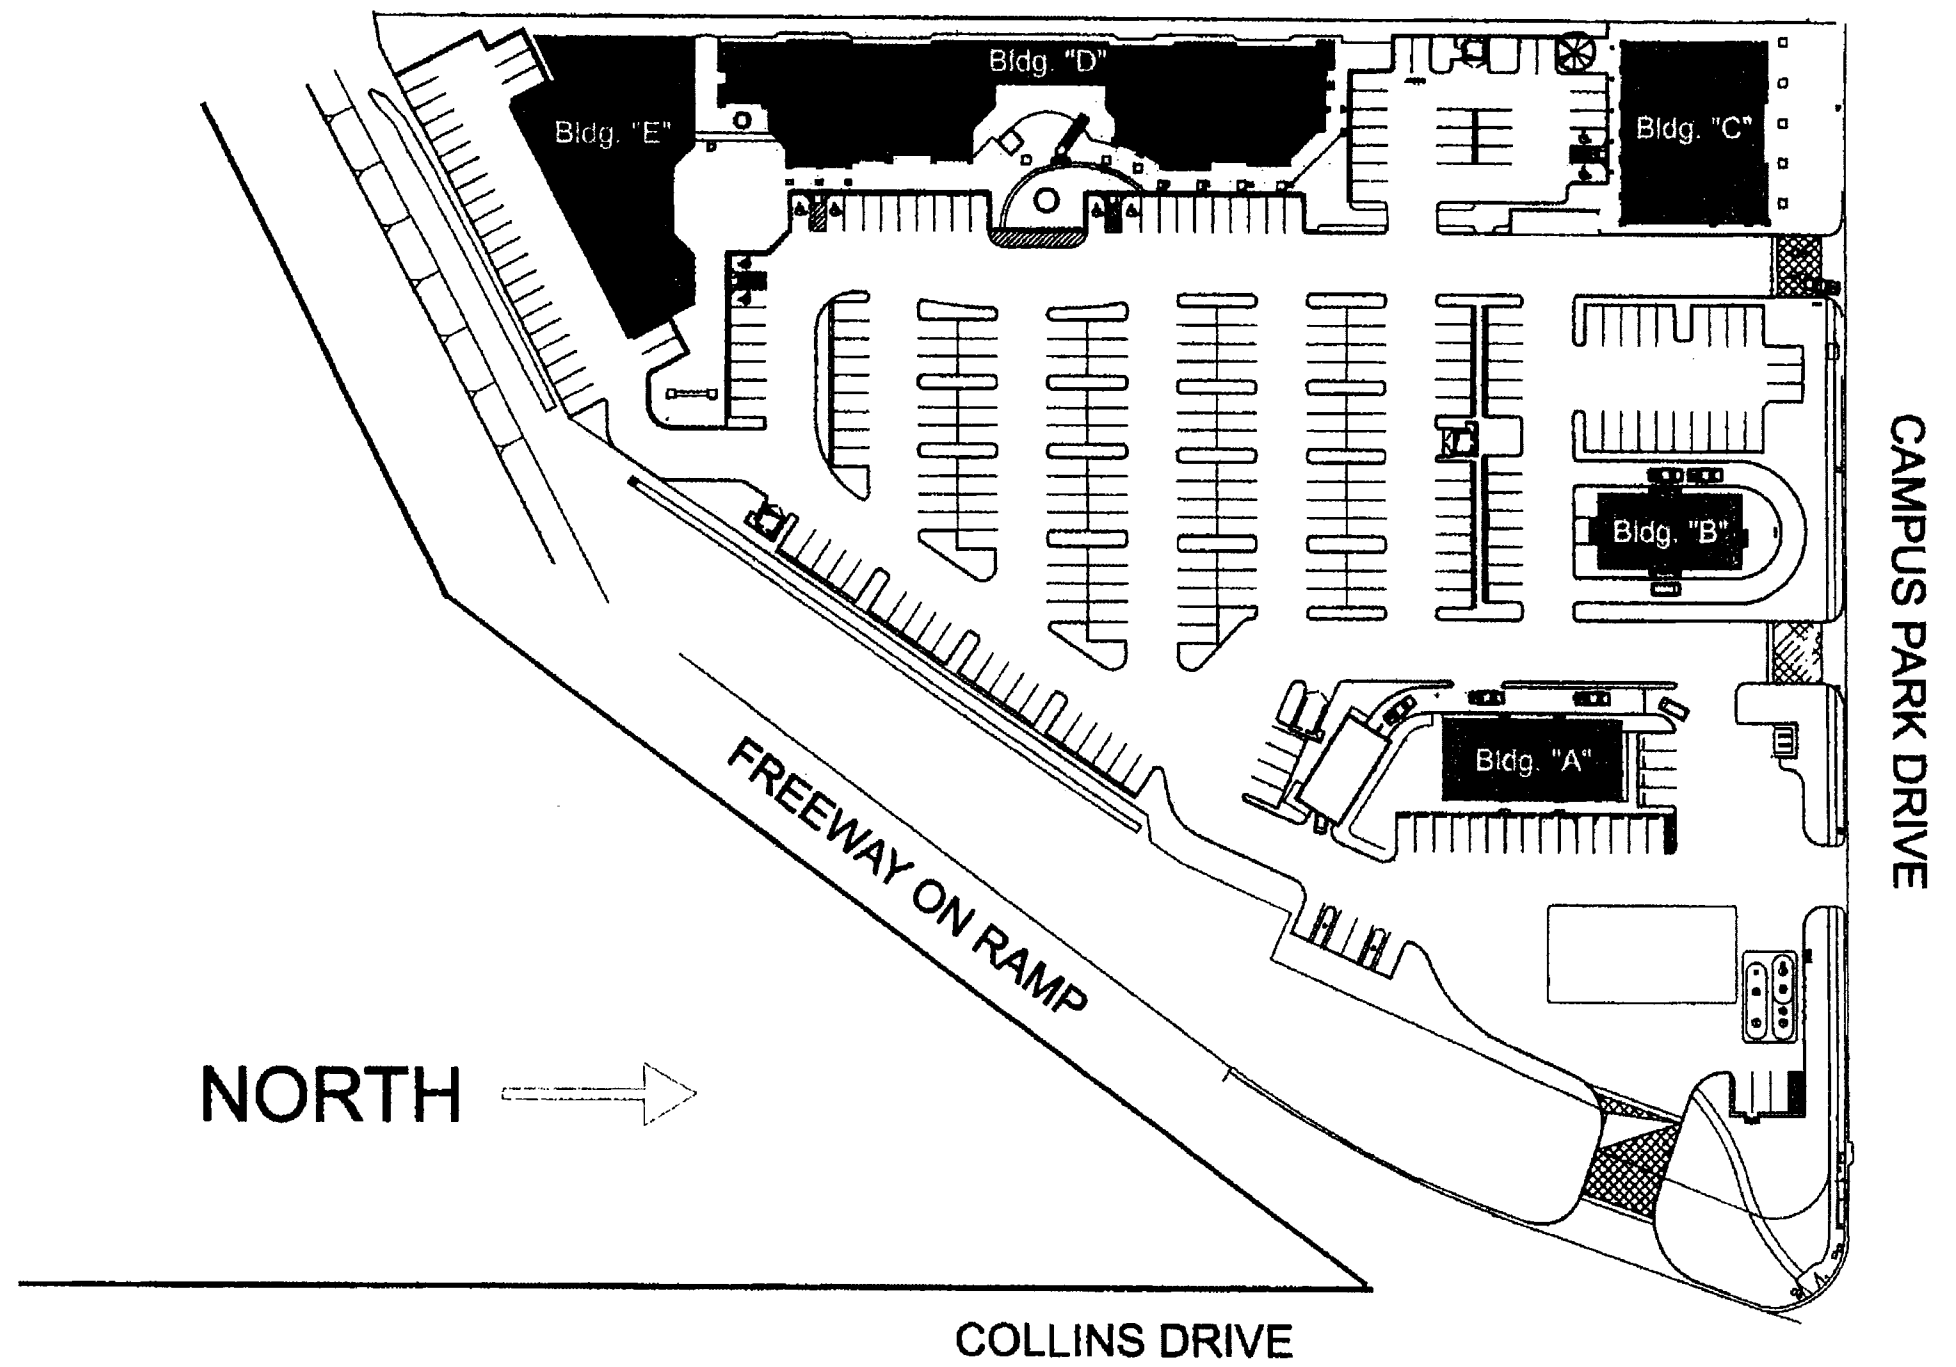 Bldg. "D"
Bldg. "E"
Bldg. "C"
Bldg. "B"
Bldg. "A"
CAMPUS PARK DRIVE
FREEWAY ON RAMP
NORTH
COLLINS DRIVE